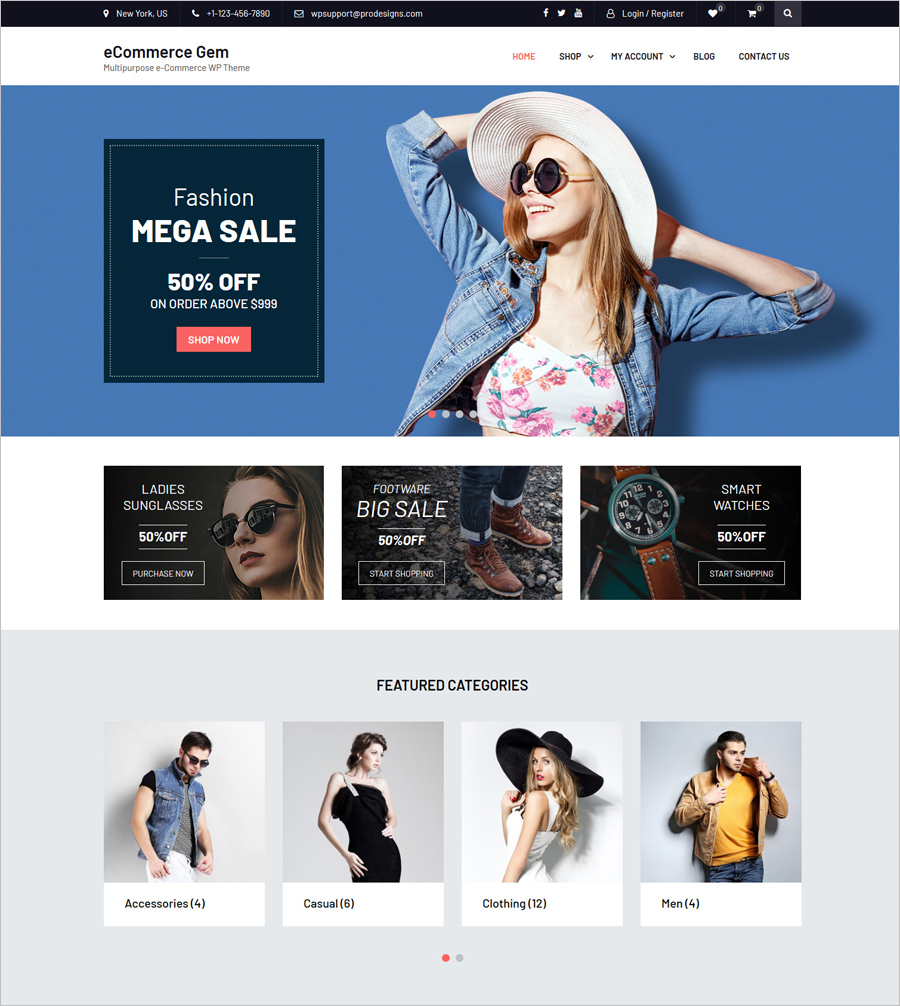 New York, US
+1-123-456-7890
wpsupport@prodesigns.com
Login / Register
0
0
eCommerce Gem
Multipurpose e-Commerce WP Theme
HOME
SHOP
MY ACCOUNT
BLOG
CONTACT US
Fashion
MEGA SALE
50% OFF
ON ORDER ABOVE $999
SHOP NOW
LADIES
SUNGLASSES
50%OFF
PURCHASE NOW
FOOTWARE
BIG SALE
50%OFF
START SHOPPING
SMART
WATCHES
50%OFF
START SHOPPING
FEATURED CATEGORIES
Accessories (4)
Casual (6)
Clothing (12)
Men (4)